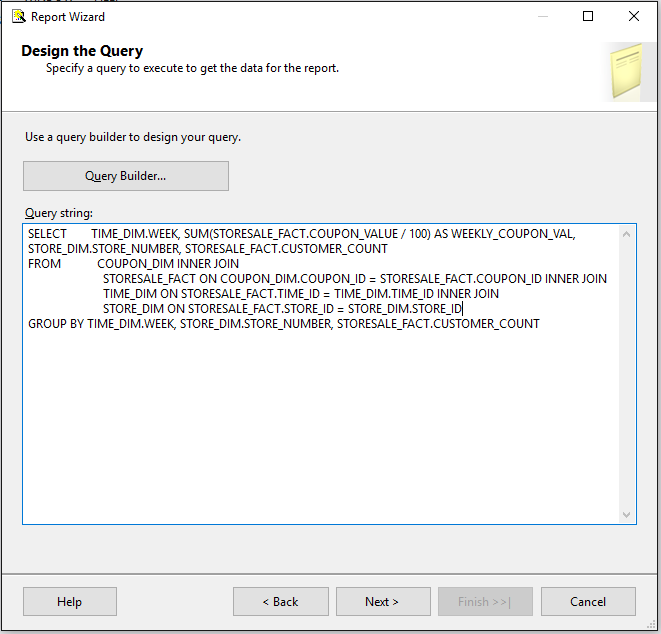 Report Wizard
Design the Query
Specify a query to execute to get the data for the report.
Use a query builder to design your query.
Query Builder...
Query string:
SELECT TIME_DIM.WEEK, SUM(STORESALE_FACT.COUPON_VALUE / 100) AS WEEKLY_COUPON_VAL,
STORE_DIM.STORE_NUMBER, STORESALE_FACT.CUSTOMER_COUNT
FROM COUPON_DIM INNER JOIN
STORESALE_FACT ON COUPON_DIM.COUPON_ID = STORESALE_FACT.COUPON_ID INNER JOIN
TIME_DIM ON STORESALE_FACT.TIME_ID = TIME_DIM.TIME_ID INNER JOIN
STORE_DIM ON STORESALE_FACT.STORE_ID = STORE_DIM.STORE_ID
GROUP BY TIME_DIM.WEEK, STORE_DIM.STORE_NUMBER, STORESALE_FACT.CUSTOMER_COUNT
Help < Back Next > Finish >>| Cancel